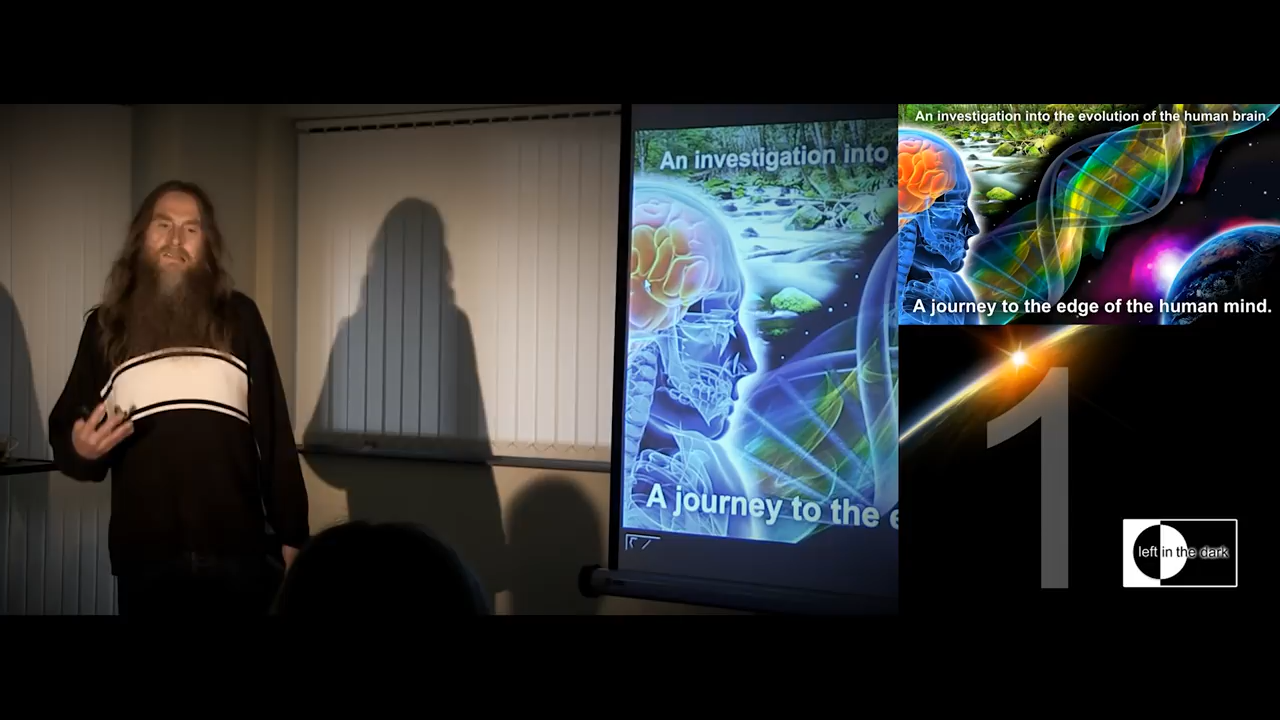 An investigation into
A journey to the
An investigation into the evolution of the human brain.
A journey to the edge of the human mind.
1
left in the dark